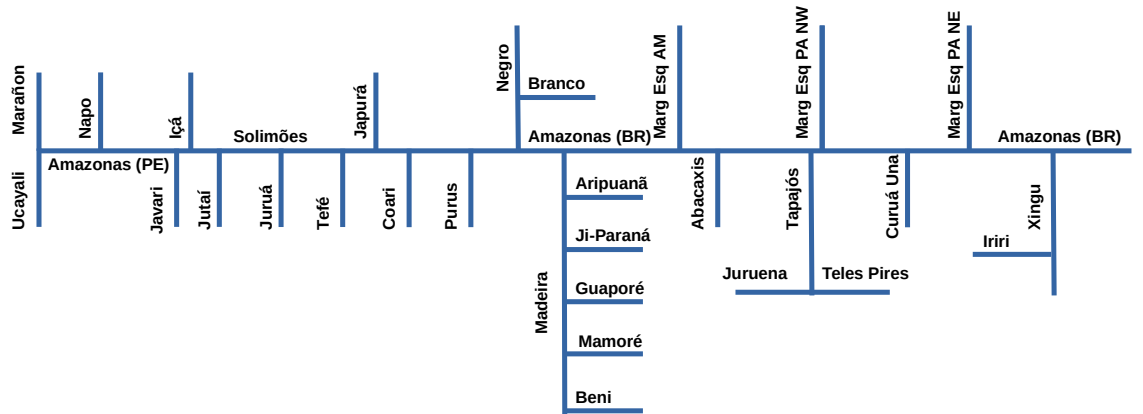 Marañon
Napo
Içá
Solimões
Japurá
Negro
Branco
Amazonas (BR)
Marg Esq AM
Marg Esq PA NW
Marg Esq PA NE
Amazonas (BR)
Amazonas (PE)
Ucayali
Javari
Jutaí
Juruá
Tefé
Coari
Purus
Madeira
Aripuanã
Ji-Paraná
Guaporé
Mamoré
Beni
Abacaxis
Tapajós
Juruena
Teles Pires
Curuá Una
Iriri
Xingu